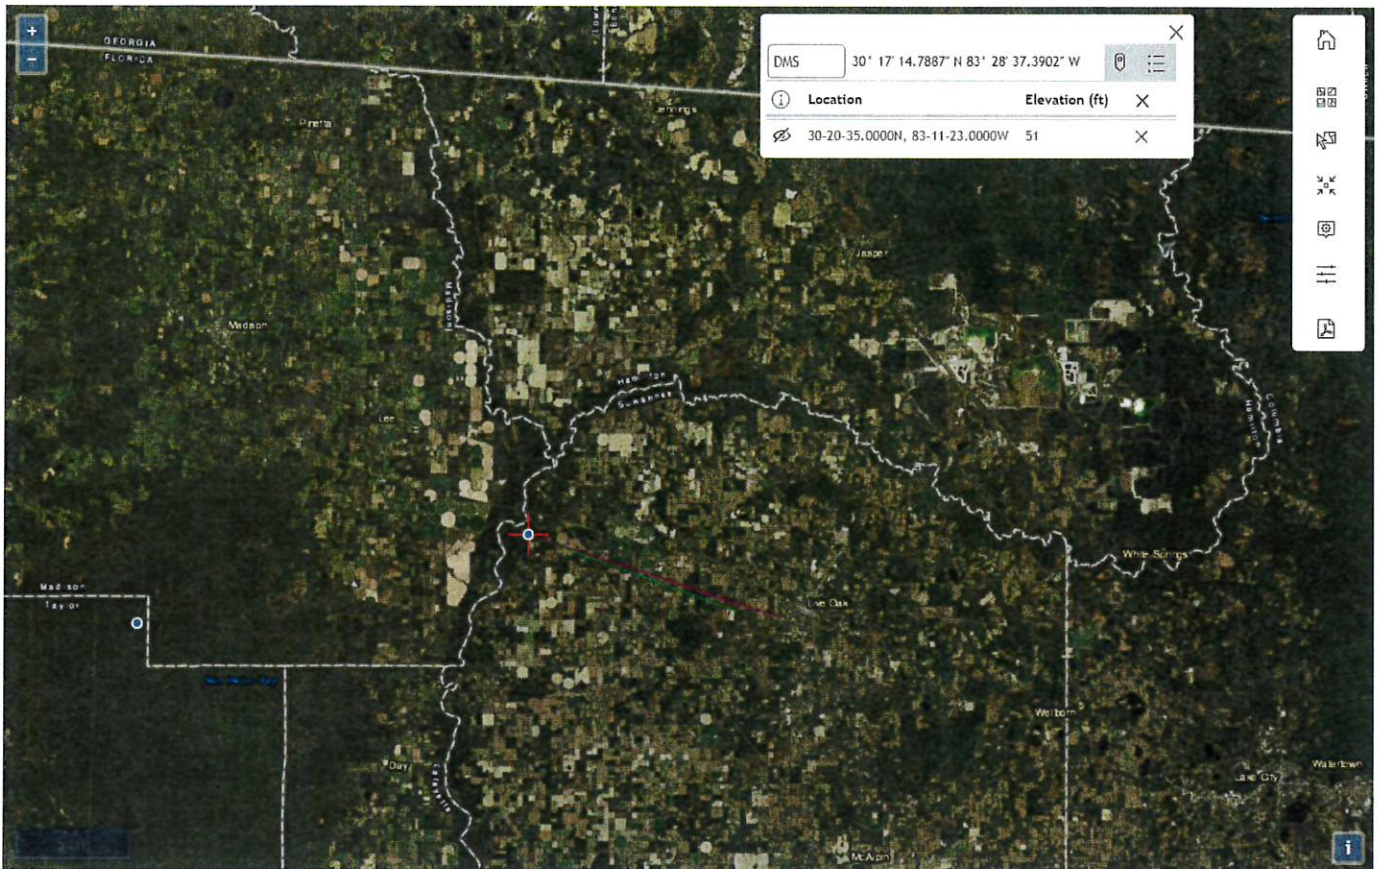 +
−
GEORGIA
FLORIDA
DMS
30° 17' 14.7887" N 83° 28' 37.3902" W
Location
Elevation (ft)
30-20-35.0000N, 83-11-23.0000W
51
Jennings
Pinetta
Jasper
Madison
Madison
Lee
Hamilton
Suwannee
Columbia
Hamilton
White Springs
Madison
Taylor
Live Oak
Wellborn
Day
Lafayette
Lake City
Watertown
McAlpin
i